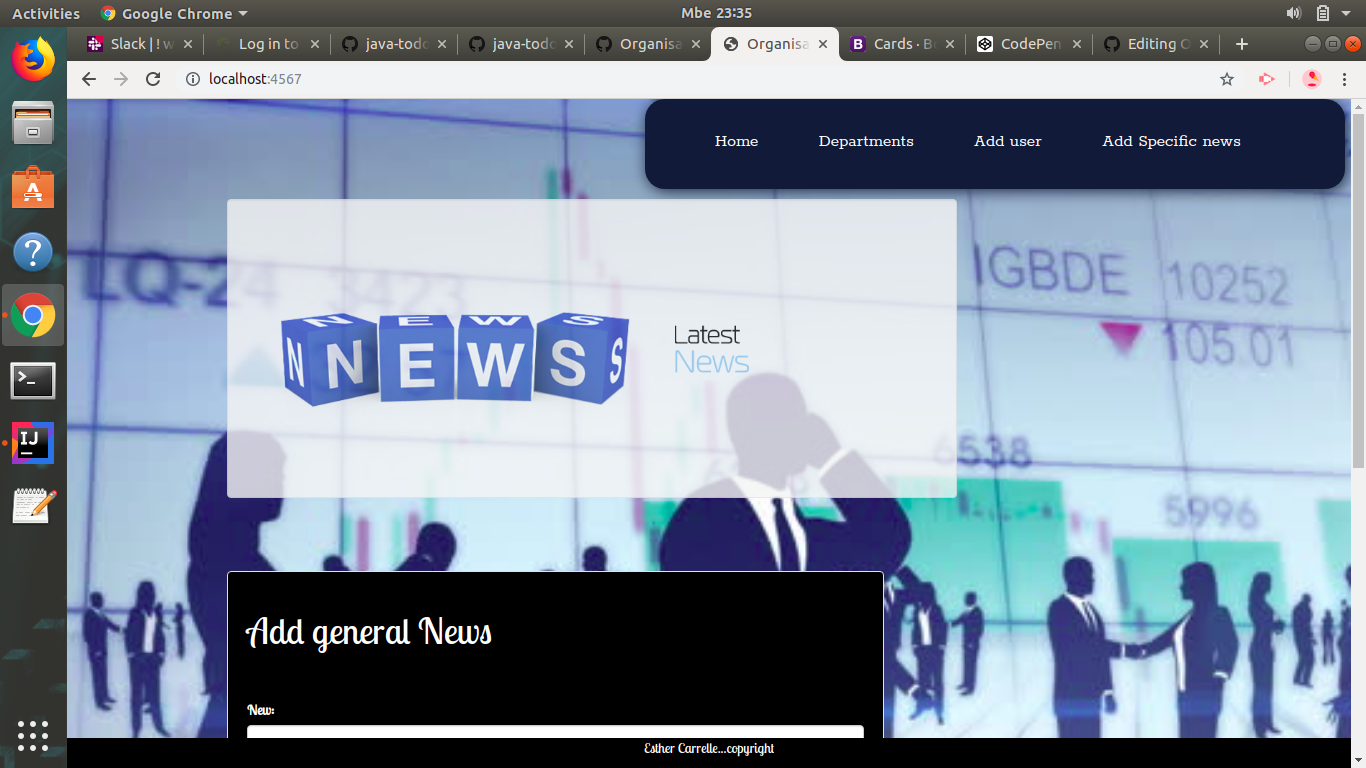 Activities Google Chrome Mbe 23:35
Slack | ! w Log in to java-todo java-todo Organisa Organisa Cards · B CodePen Editing O
localhost:4567
Home Departments Add user Add Specific news
LQ-24 3423
IGBDE 10252
105.01
N E W S
N N E W S S
Latest
News
6538
5996
Add general News
New:
Esther Carrelle...copyright